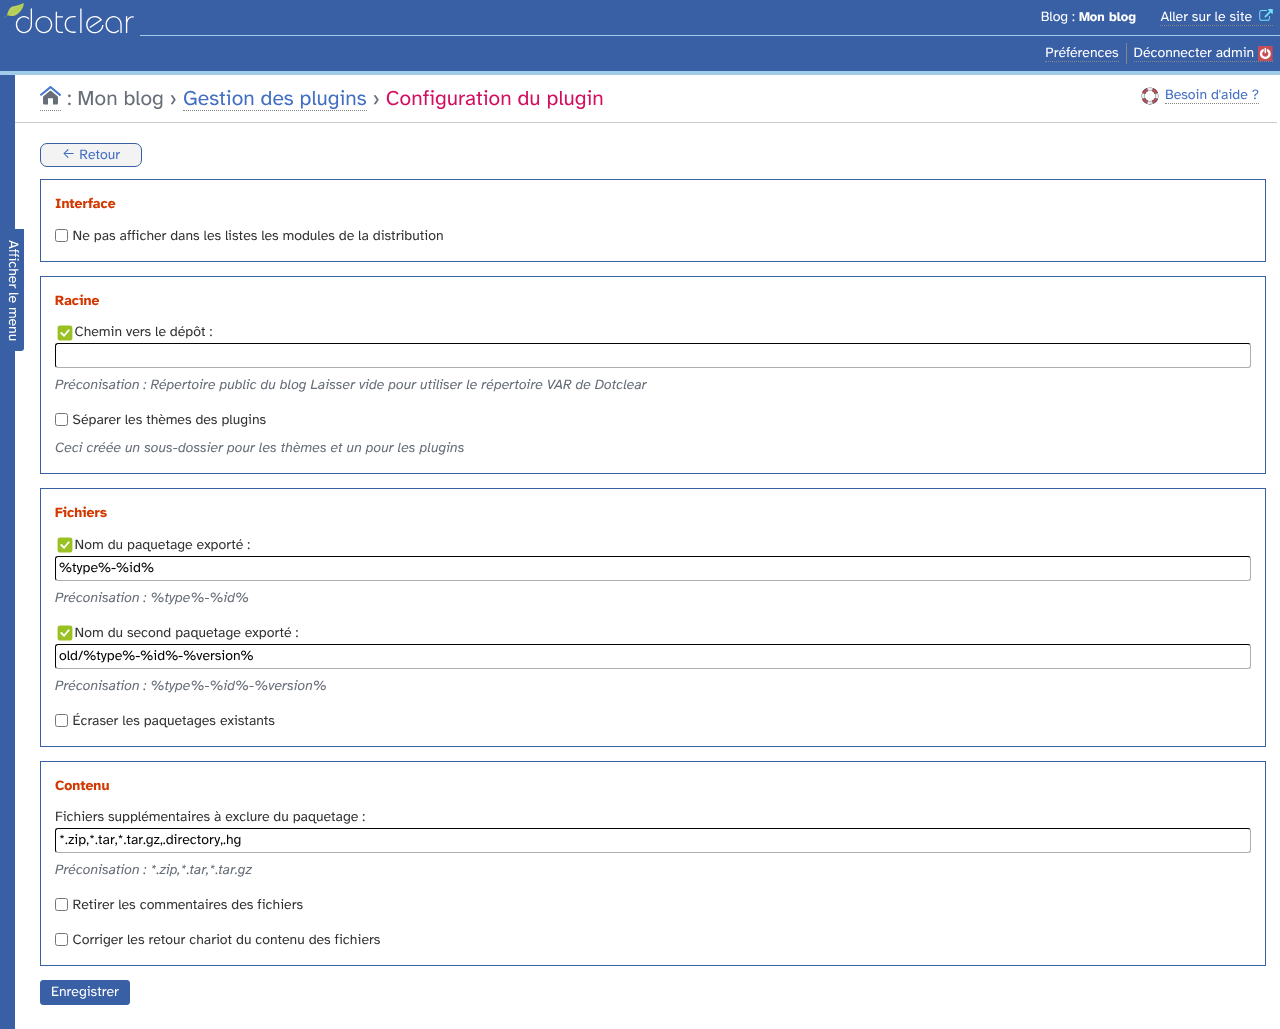 dotclear
Blog : Mon blog
Aller sur le site
Préférences
Déconnecter admin
: Mon blog › Gestion des plugins › Configuration du plugin
Besoin d'aide ?
Afficher le menu
← Retour
Interface
Ne pas afficher dans les listes les modules de la distribution
Racine
Chemin vers le dépôt :
Préconisation : Répertoire public du blog Laisser vide pour utiliser le répertoire VAR de Dotclear
Séparer les thèmes des plugins
Ceci créée un sous-dossier pour les thèmes et un pour les plugins
Fichiers
Nom du paquetage exporté :
%type%-%id%
Préconisation : %type%-%id%
Nom du second paquetage exporté :
old/%type%-%id%-%version%
Préconisation : %type%-%id%-%version%
Écraser les paquetages existants
Contenu
Fichiers supplémentaires à exclure du paquetage :
*.zip,*.tar,*.tar.gz,.directory,.hg
Préconisation : *.zip,*.tar,*.tar.gz
Retirer les commentaires des fichiers
Corriger les retour chariot du contenu des fichiers
Enregistrer